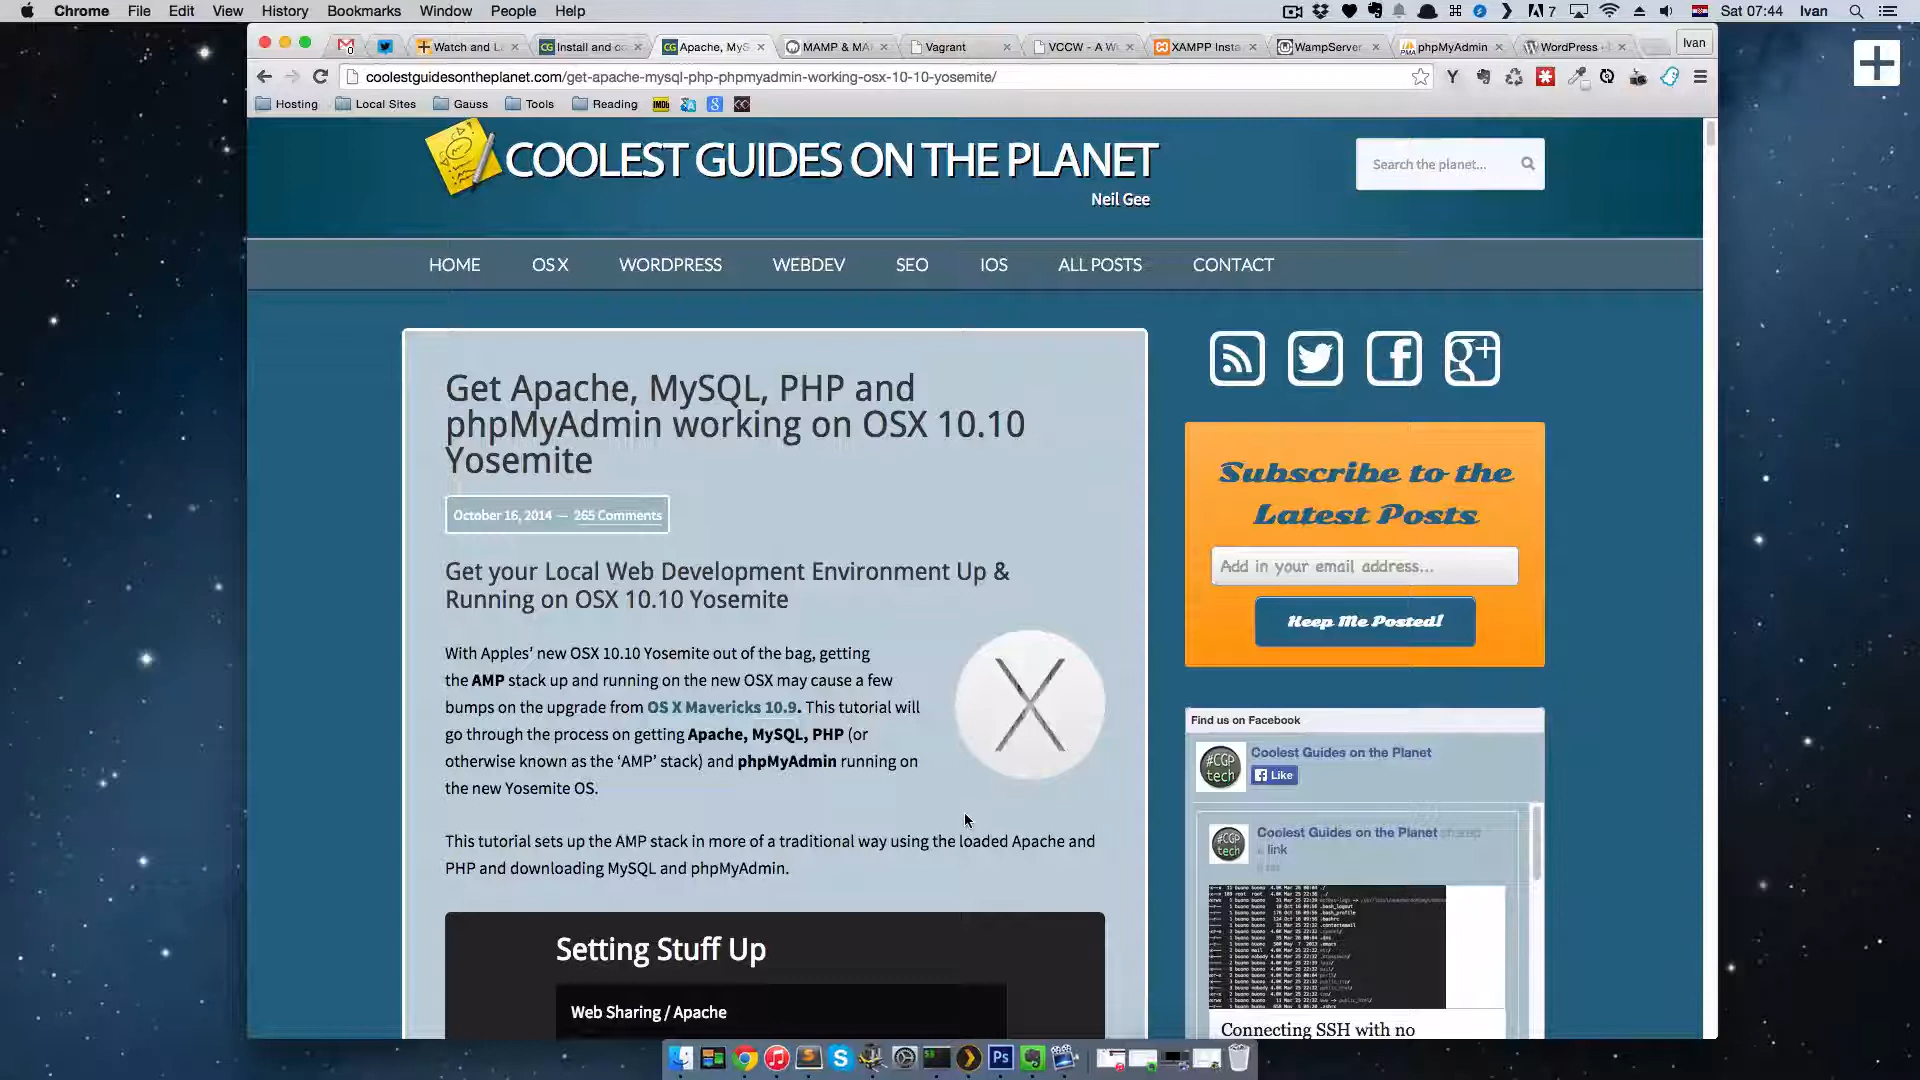 Chrome File Edit View History Bookmarks Window People Help
7 Sat 07:44 Ivan
Watch and L Install and co Apache, MyS MAMP & MA Vagrant VCCW - A W XAMPP Insta WampServer phpMyAdmin WordPress Ivan
coolestguidesontheplanet.com/get-apache-mysql-php-phpmyadmin-working-osx-10-10-yosemite/
Hosting Local Sites Gauss Tools Reading IMDb
COOLEST GUIDES ON THE PLANET
Neil Gee
Search the planet...
HOME OS X WORDPRESS WEBDEV SEO IOS ALL POSTS CONTACT
Get Apache, MySQL, PHP and
phpMyAdmin working on OSX 10.10
Yosemite
October 16, 2014 — 265 Comments
Get your Local Web Development Environment Up &
Running on OSX 10.10 Yosemite
With Apples’ new OSX 10.10 Yosemite out of the bag, getting
the AMP stack up and running on the new OSX may cause a few
bumps on the upgrade from OS X Mavericks 10.9. This tutorial will
go through the process on getting Apache, MySQL, PHP (or
otherwise known as the ‘AMP’ stack) and phpMyAdmin running on
the new Yosemite OS.
This tutorial sets up the AMP stack in more of a traditional way using the loaded Apache and
PHP and downloading MySQL and phpMyAdmin.
Setting Stuff Up
Web Sharing / Apache
Subscribe to the
Latest Posts
Add in your email address...
Keep Me Posted!
Find us on Facebook
#CGP
tech
Coolest Guides on the Planet
Like
#CGP
tech
Coolest Guides on the Planet shared
a link
Connecting SSH with no